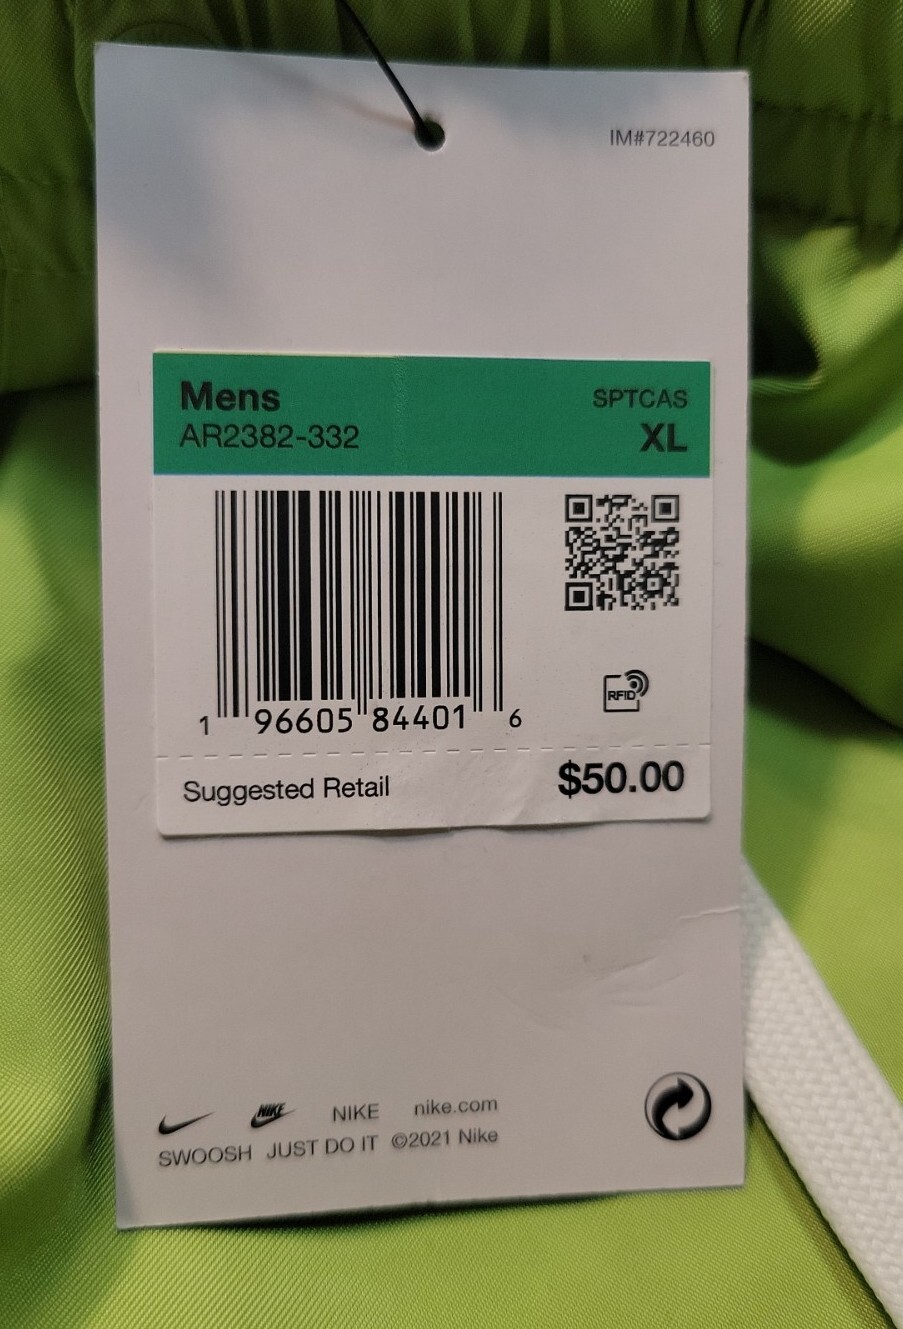 IM#722460
Mens
SPTCAS
AR2382-332
XL
RFID
1 96605 84401 6
Suggested Retail
$50.00
NIKE NIKE nike.com
SWOOSH JUST DO IT ©2021 Nike